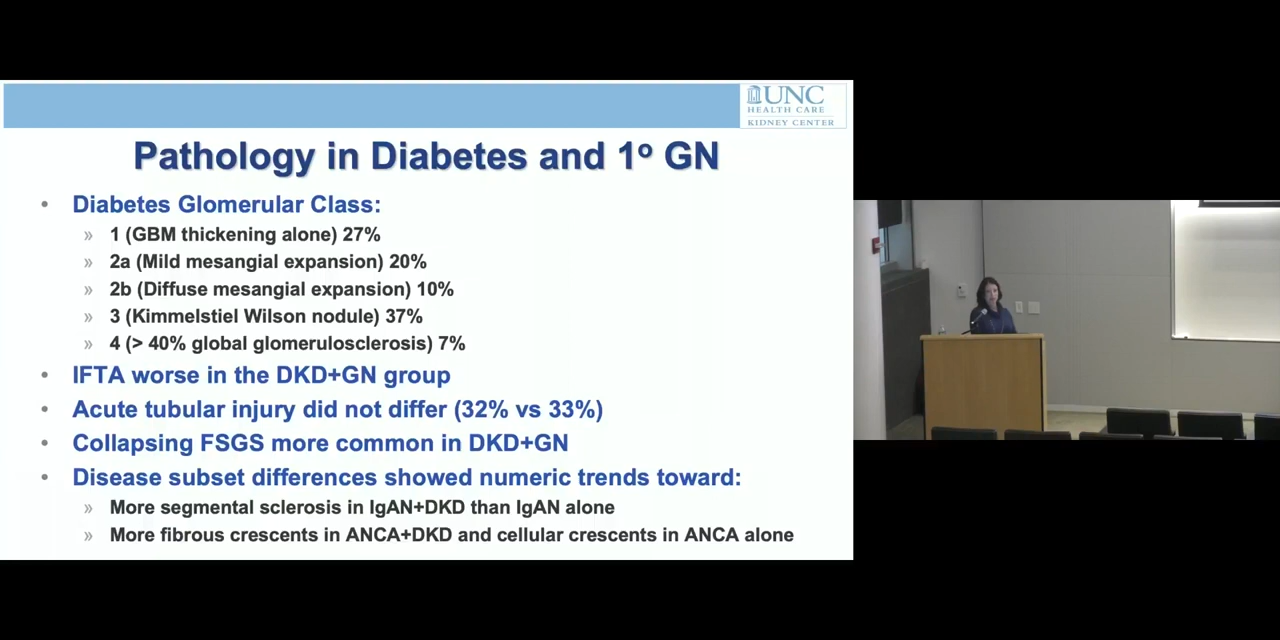 UNC
HEALTH CARE
KIDNEY CENTER
Pathology in Diabetes and 1º GN
• Diabetes Glomerular Class:
» 1 (GBM thickening alone) 27%
» 2a (Mild mesangial expansion) 20%
» 2b (Diffuse mesangial expansion) 10%
» 3 (Kimmelstiel Wilson nodule) 37%
» 4 (> 40% global glomerulosclerosis) 7%
• IFTA worse in the DKD+GN group
• Acute tubular injury did not differ (32% vs 33%)
• Collapsing FSGS more common in DKD+GN
• Disease subset differences showed numeric trends toward:
» More segmental sclerosis in IgAN+DKD than IgAN alone
» More fibrous crescents in ANCA+DKD and cellular crescents in ANCA alone